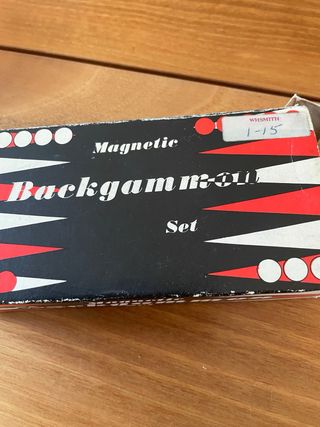 WHSMITH
1-15
Magnetic
Backgammon
Set